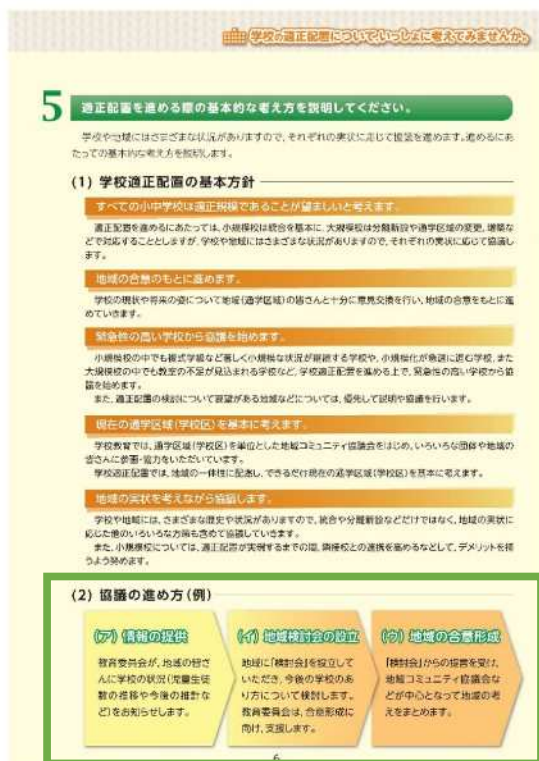 学校の適正配置についていっしょに考えてみませんか。
5 適正配置を進める際の基本的な考え方を説明してください。
学校や地域にはさまざまな状況がありますので、それぞれの実状に応じて協議を進めます。進めるにあ
たっての基本的な考え方を説明します。
(1) 学校適正配置の基本方針
すべての小中学校は適正規模であることが望ましいと考えます。
適正配置を進めるにあたっては、小規模校は統合を基本に、大規模校は分離新設や通学区域の変更、増築な
どで対応することとしますが、学校や地域にはさまざまな状況がありますので、それぞれの実状に応じて協議し
ます。
地域の合意のもとに進めます。
学校の現状や将来の姿について地域（通学区域）の皆さんと十分に意見交換を行い、地域の合意をもとに進
めていきます。
緊急性の高い学校から協議を始めます。
小規模校の中でも複式学級など著しく小規模な状況が継続する学校や、小規模化が急速に進む学校、また
大規模校の中でも教室の不足が見込まれる学校など、学校適正配置を進める上で、緊急性の高い学校から協
議を始めます。
また、適正配置の検討について要望がある地域などについては、優先して説明や協議を行います。
現在の通学区域（学校区）を基本に考えます。
学校教育では、通学区域（学校区）を単位とした地域コミュニティ協議会をはじめ、いろいろな団体や地域の
皆さんに参画・協力をいただいています。
学校適正配置では、地域の一体性に配慮し、できるだけ現在の通学区域（学校区）を基本に考えます。
地域の実状を考えながら協議します。
学校や地域には、さまざまな歴史や状況がありますので、統合や分離新設などだけではなく、地域の実状に
応じた他のいろいろな方策も含めて協議していきます。
また、小規模校については、適正配置が実現するまでの間、隣接校との連携を高めるなどして、デメリットを補
うよう努めます。
(2) 協議の進め方（例）
(ア) 情報の提供
教育委員会が、地域の皆さ
んに学校の状況（児童生徒
数の推移や今後の推計な
ど）をお知らせします。
(イ) 地域検討会の設立
地域に「検討会」を設立して
いただき、今後の学校のあ
り方について検討します。
教育委員会は、合意形成に
向け、支援します。
(ウ) 地域の合意形成
「検討会」からの提言を受け、
地域コミュニティ協議会な
どが中心となって地域の考
えをまとめます。
6